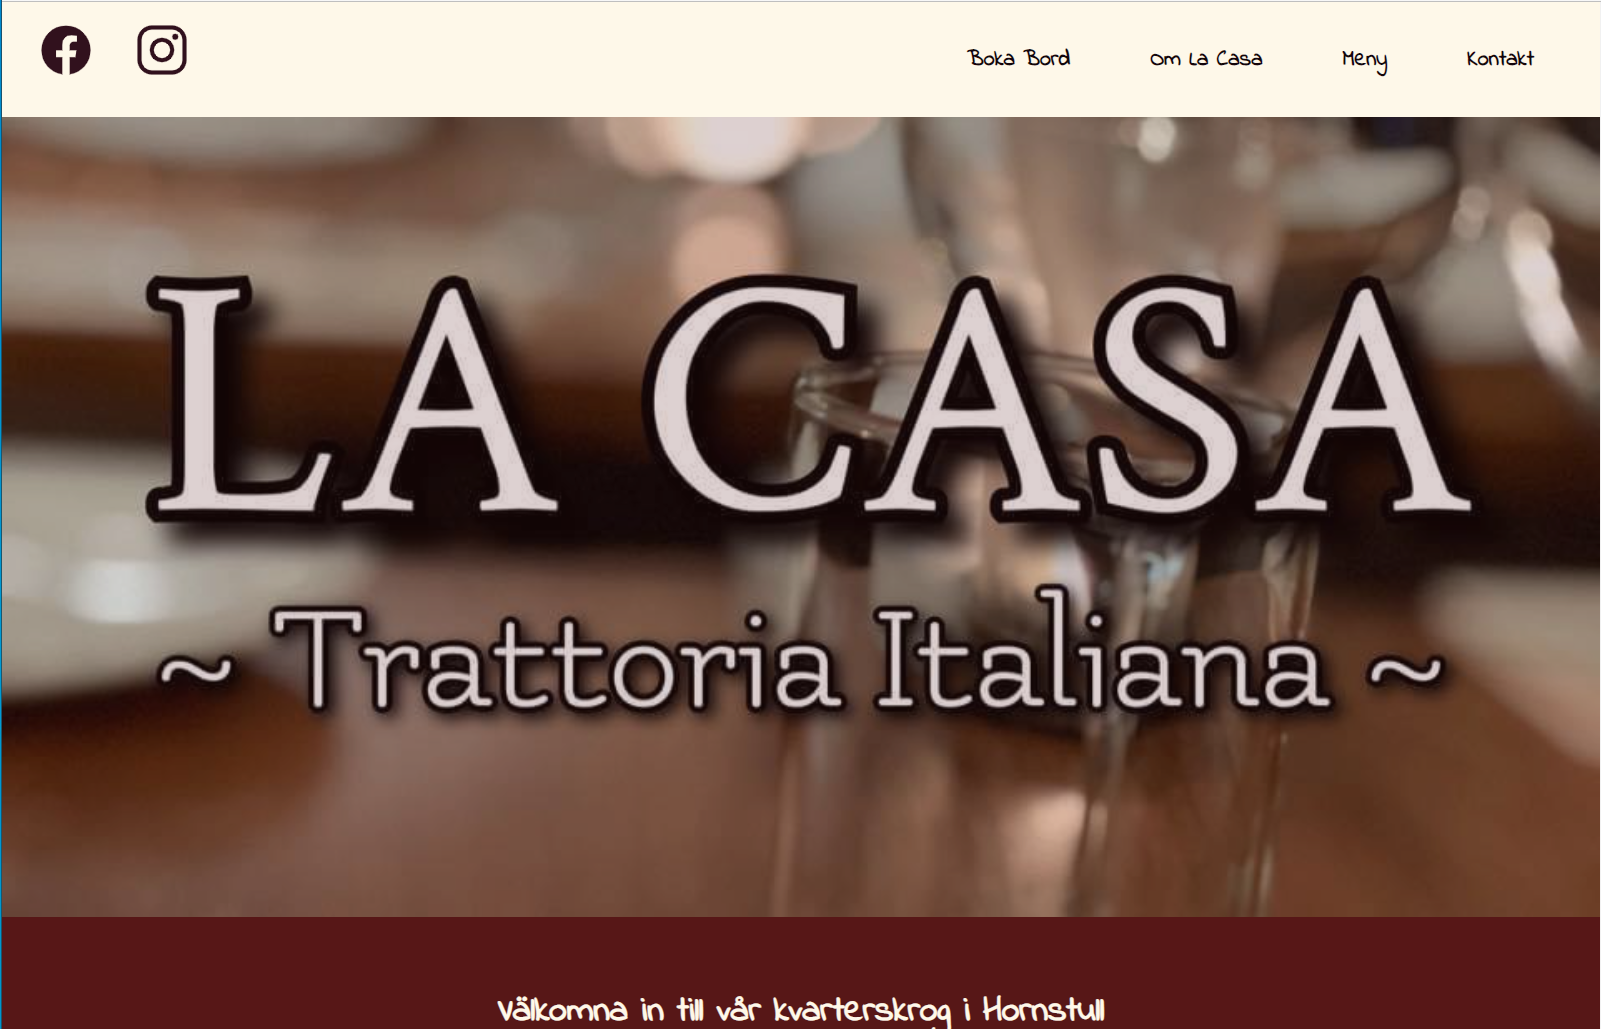 Boka Bord Om La Casa Meny Kontakt
LA CASA
~ Trattoria Italiana ~
Välkomna in till vår kvarterskrog i Hornstull